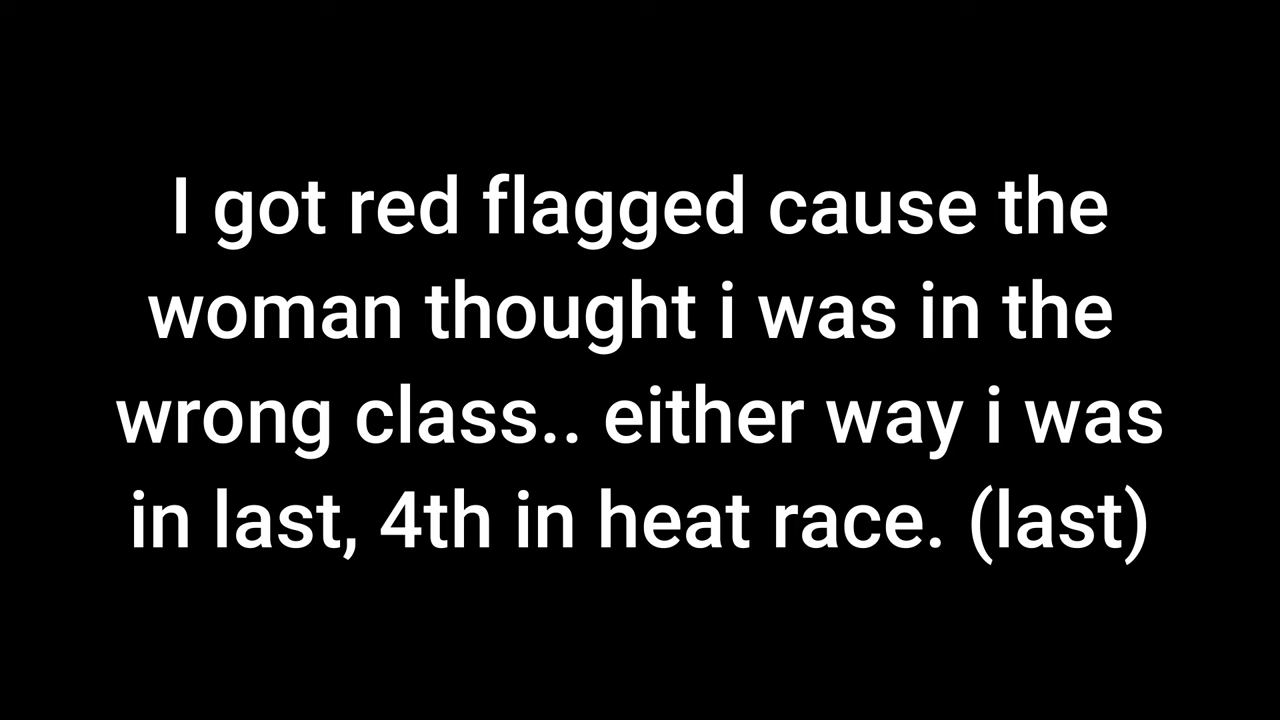 I got red flagged cause the
woman thought i was in the
wrong class.. either way i was
in last, 4th in heat race. (last)